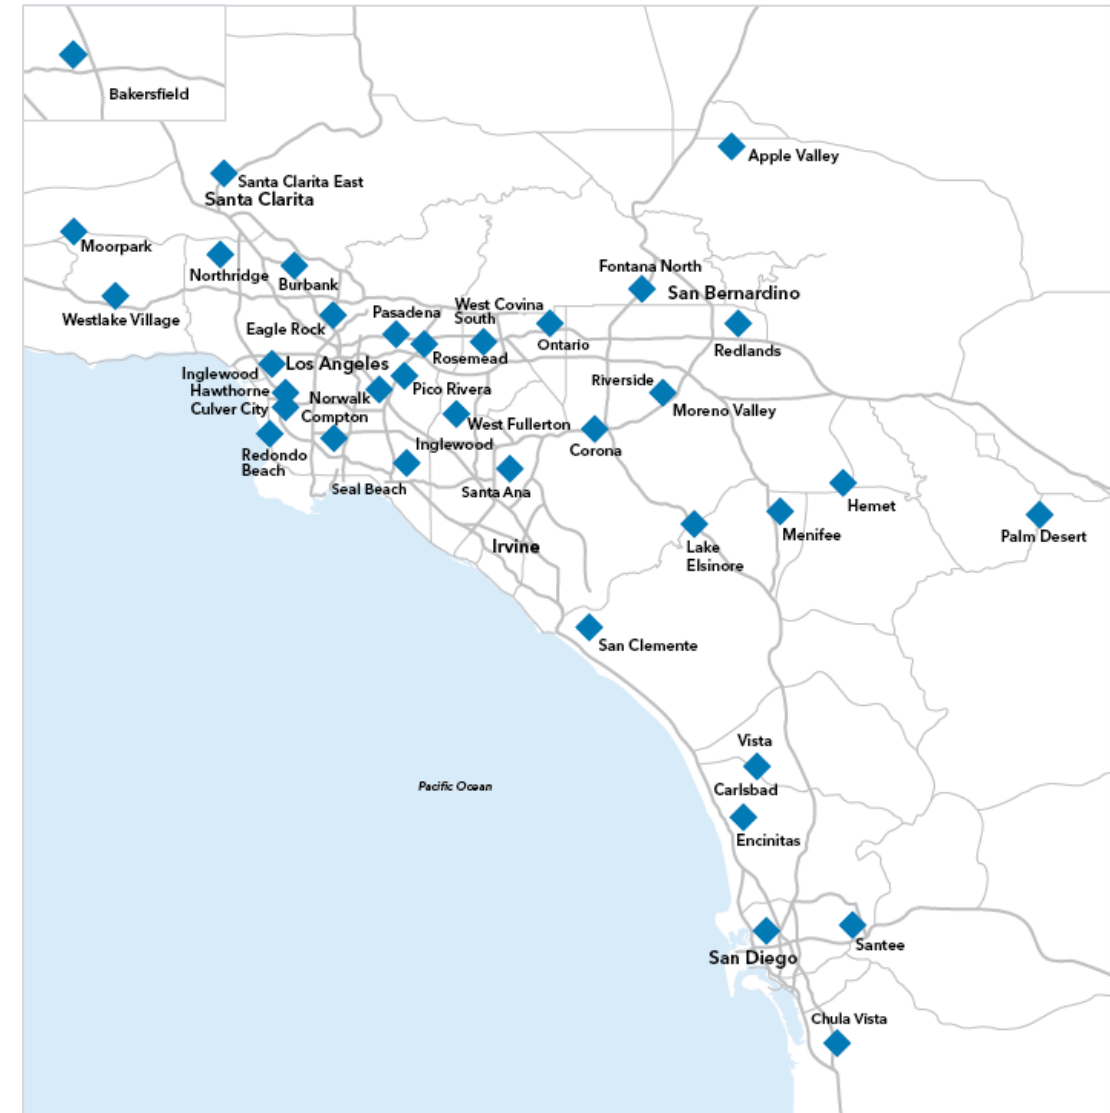 Bakersfield
Apple Valley
Santa Clarita East
Santa Clarita
Moorpark
Northridge
Burbank
Fontana North
San Bernardino
Westlake Village
Eagle Rock
Pasadena
West Covina
South
Ontario
Redlands
Rosemead
Los Angeles
Inglewood
Hawthorne
Culver City
Norwalk
Compton
Pico Rivera
Riverside
Moreno Valley
West Fullerton
Inglewood
Corona
Redondo
Beach
Seal Beach
Santa Ana
Hemet
Menifee
Palm Desert
Irvine
Lake
Elsinore
San Clemente
Vista
Carlsbad
Pacific Ocean
Encinitas
Santee
San Diego
Chula Vista